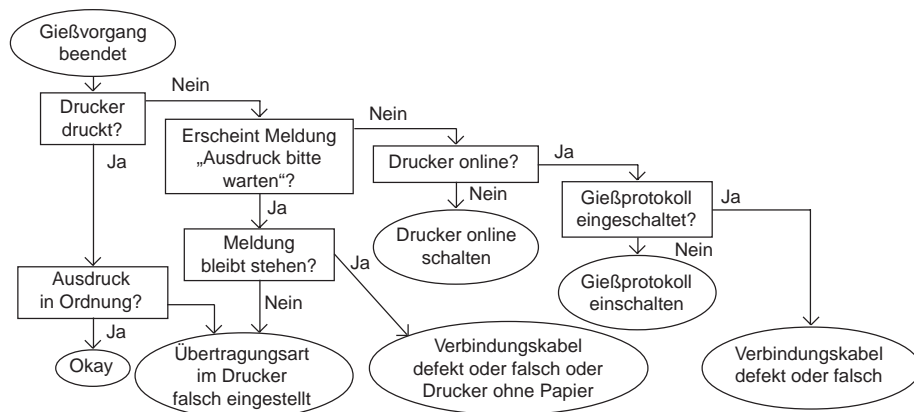 Gießvorgang
beendet
Nein
Drucker
druckt?
Nein
Erscheint Meldung
„Ausdruck bitte
warten“?
Ja
Drucker online?
Ja
Nein
Gießprotokoll
eingeschaltet?
Ja
Ja
Drucker online
schalten
Nein
Meldung
bleibt stehen?
Ja
Gießprotokoll
einschalten
Ausdruck
in Ordnung?
Nein
Ja
Okay
Übertragungsart
im Drucker
falsch eingestellt
Verbindungskabel
defekt oder falsch oder
Drucker ohne Papier
Verbindungskabel
defekt oder falsch